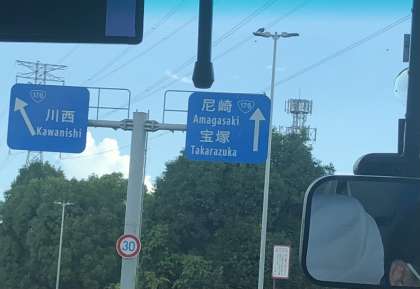 176
川西
Kawanishi
尼崎
176
Amagasaki
宝塚
Takarazuka
30